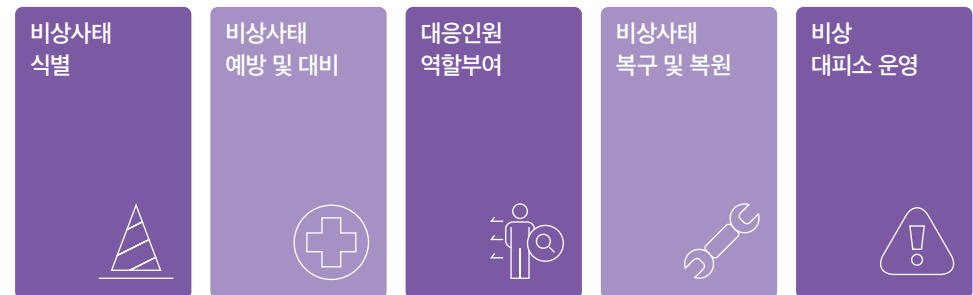 비상사태
식별
비상사태
예방 및 대비
대응인원
역할부여
비상사태
복구 및 복원
비상
대피소 운영